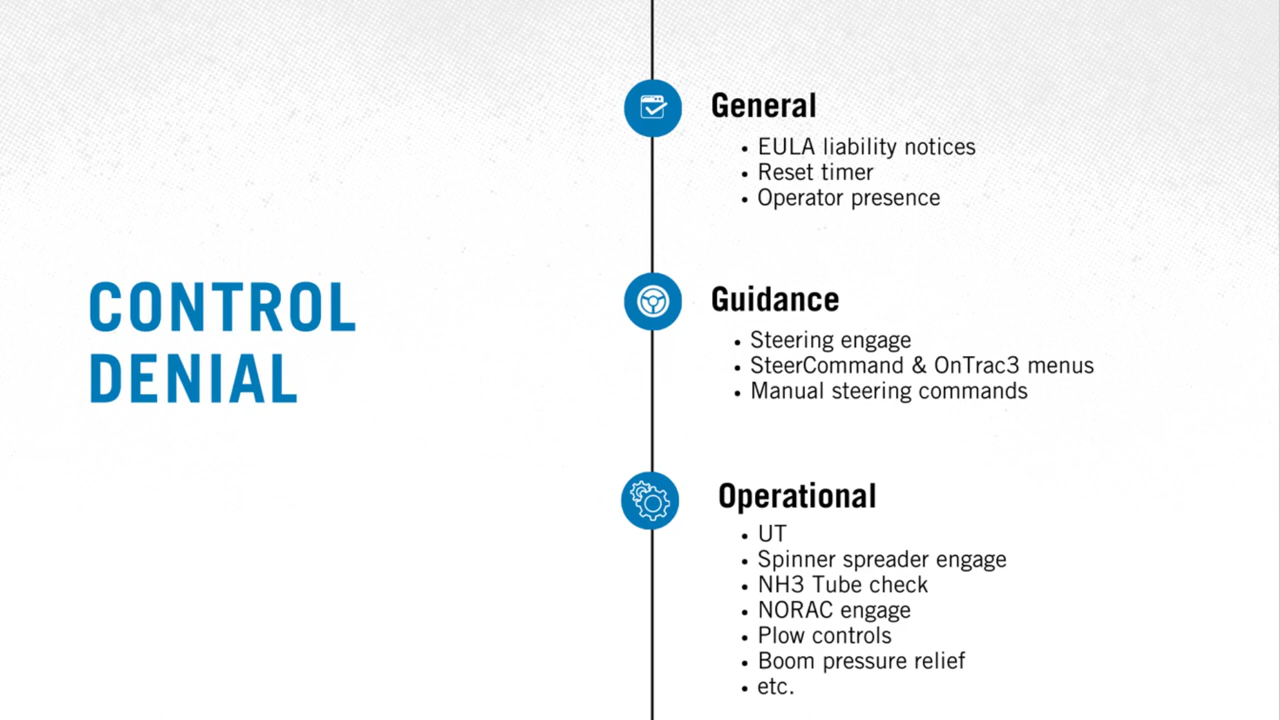 CONTROL
DENIAL
General
• EULA liability notices
• Reset timer
• Operator presence
Guidance
• Steering engage
• SteerCommand & OnTrac3 menus
• Manual steering commands
Operational
• UT
• Spinner spreader engage
• NH3 Tube check
• NORAC engage
• Plow controls
• Boom pressure relief
• etc.